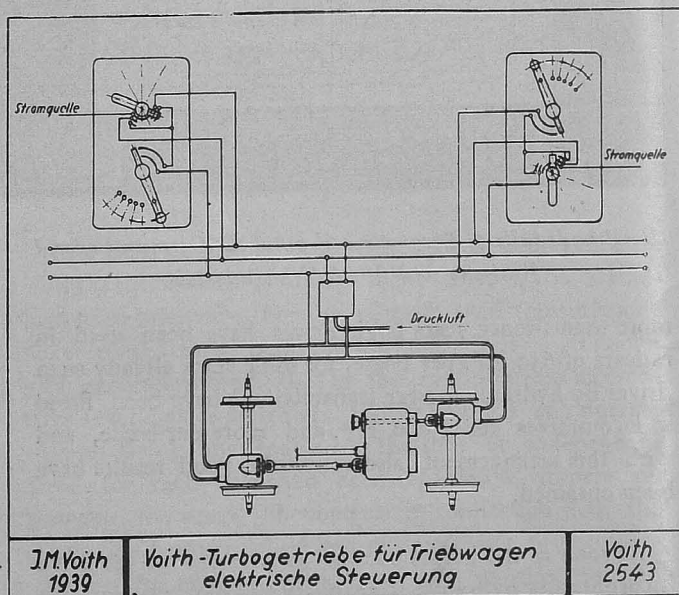 Stromquelle
Stromquelle
Druckluft
J.M.Voith
1939
Voith-Turbogetriebe für Triebwagen
elektrische Steuerung
Voith
2543